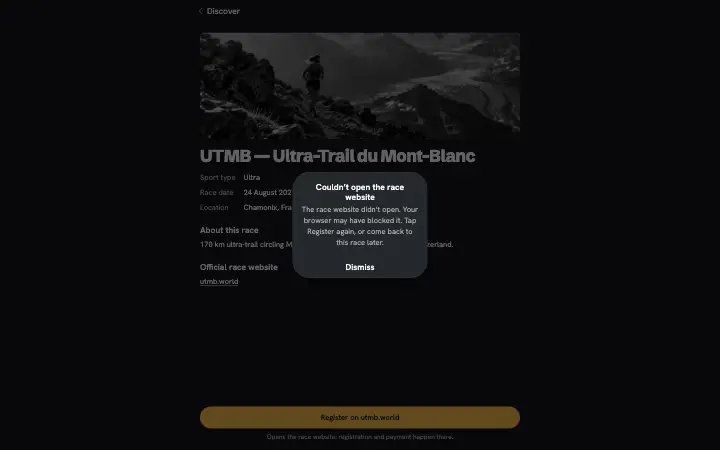 Discover
UTMB — Ultra-Trail du Mont-Blanc
Sport type Ultra
Race date 24 August 202
Location Chamonix, Fra
About this race
170 km ultra-trail circling M
zerland.
Official race website
utmb.world
Couldn't open the race
website
The race website didn't open. Your
browser may have blocked it. Tap
Register again, or come back to
this race later.
Dismiss
Register on utmb.world
Opens the race website: registration and payment happen there.